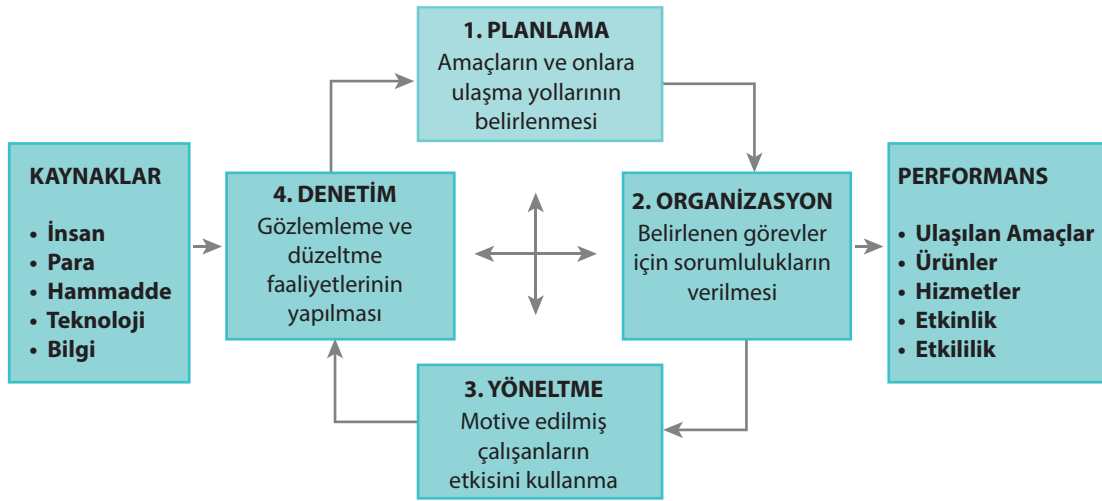 1. PLANLAMA
Amaçların ve onlara
ulaşma yollarının
belirlenmesi
KAYNAKLAR
• İnsan
• Para
• Hammadde
• Teknoloji
• Bilgi
4. DENETİM
Gözlemleme ve
düzeltme
faaliyetlerinin
yapılması
2. ORGANİZASYON
Belirlenen görevler
için sorumlulukların
verilmesi
PERFORMANS
• Ulaşılan Amaçlar
• Ürünler
• Hizmetler
• Etkinlik
• Etkililik
3. YÖNELTME
Motive edilmiş
çalışanların
etkisini kullanma